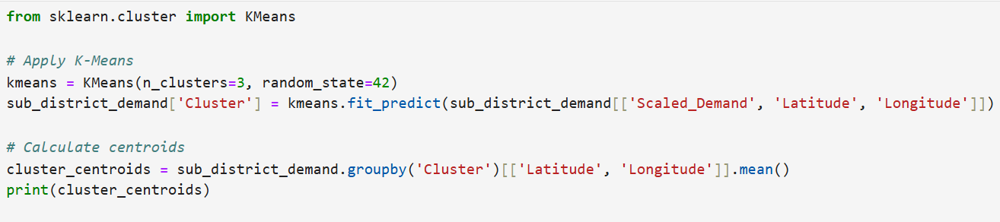 from sklearn.cluster import KMeans
# Apply K-Means
kmeans = KMeans(n_clusters=3, random_state=42)
sub_district_demand['Cluster'] = kmeans.fit_predict(sub_district_demand[['Scaled_Demand', 'Latitude', 'Longitude']])
# Calculate centroids
cluster_centroids = sub_district_demand.groupby('Cluster')[['Latitude', 'Longitude']].mean()
print(cluster_centroids)